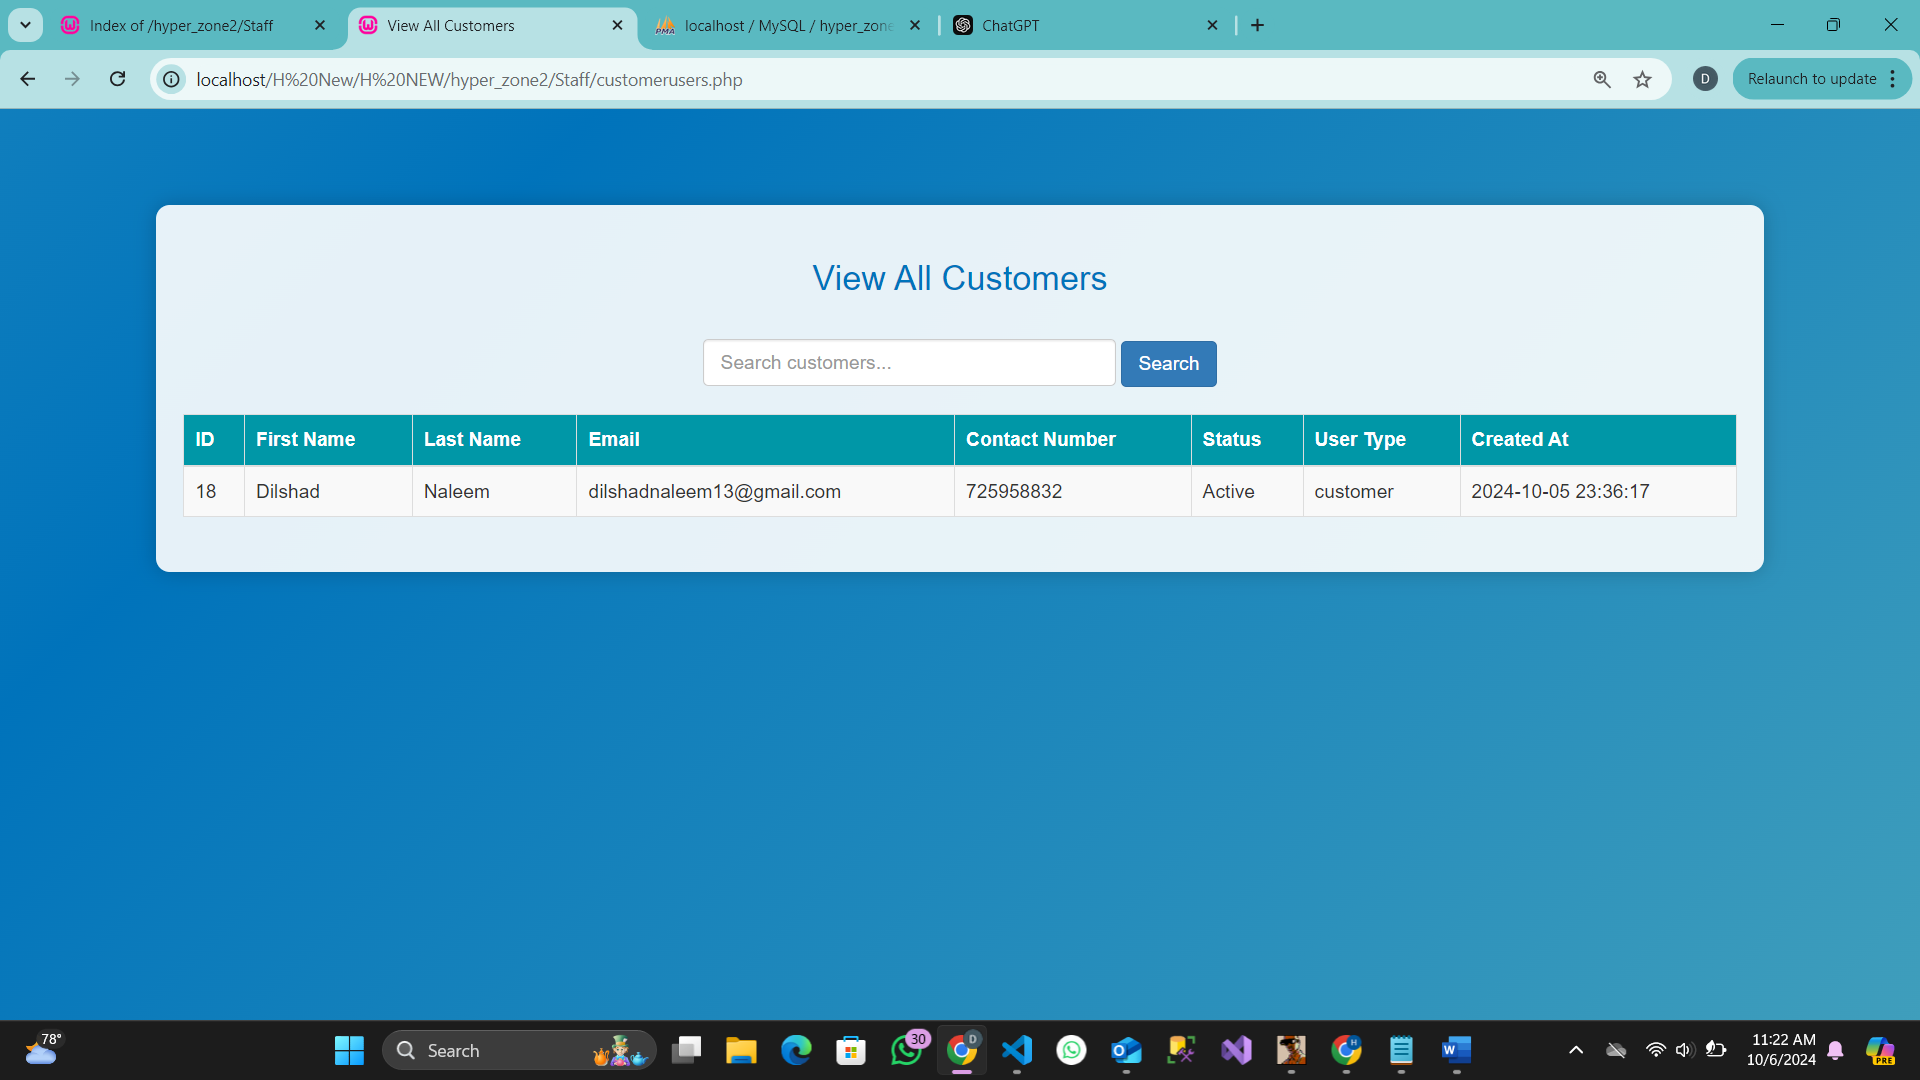 Index of /hyper_zone2/Staff
View All Customers
localhost / MySQL / hyper_zone
ChatGPT
localhost/H%20New/H%20NEW/hyper_zone2/Staff/customerusers.php
D
Relaunch to update
View All Customers
Search customers...
Search
ID First Name Last Name Email Contact Number Status User Type Created At
18 Dilshad Naleem dilshadnaleem13@gmail.com 725958832 Active customer 2024-10-05 23:36:17
78°
Search
30
D
H
W
PRE
11:22 AM
10/6/2024